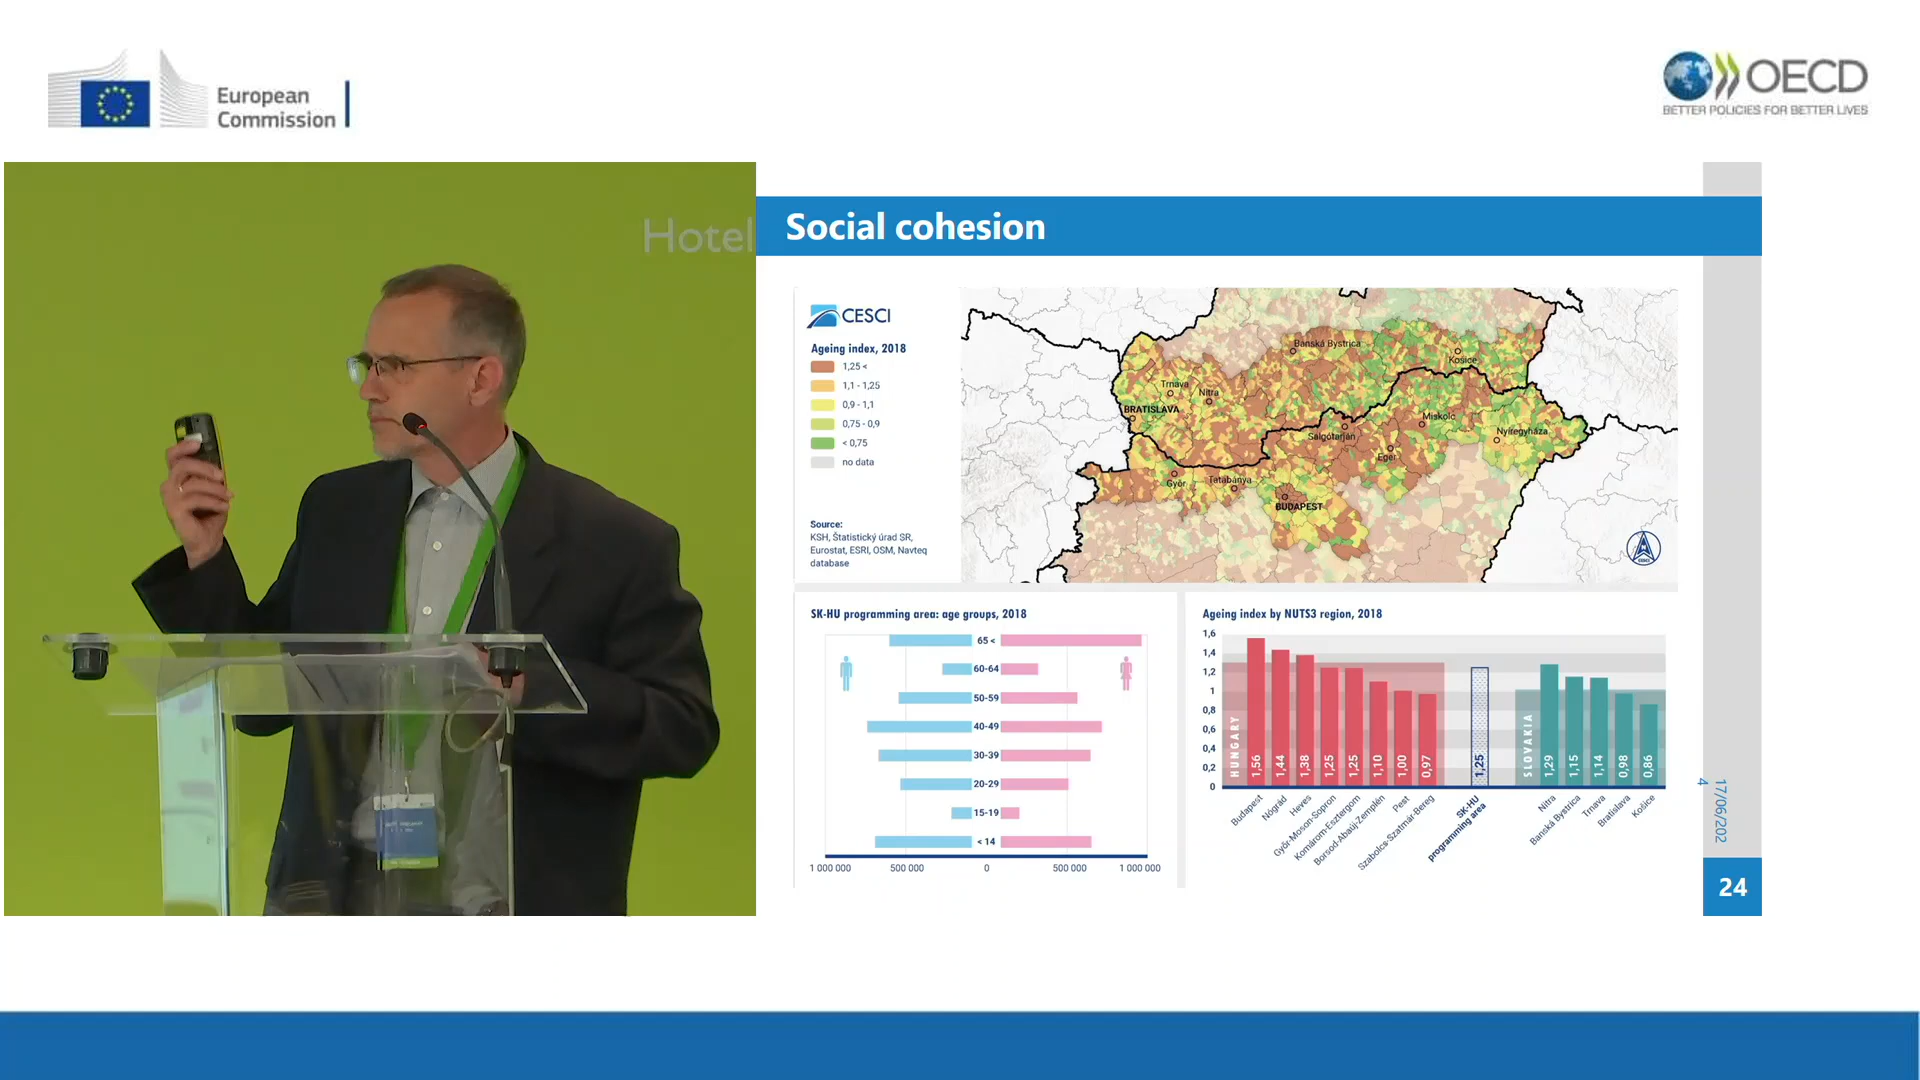 European
Commission
OECD
BETTER POLICIES FOR BETTER LIVES
Hotel
Social cohesion
CESCI
Ageing index, 2018
1,25 <
1,1 - 1,25
0,9 - 1,1
0,75 - 0,9
< 0,75
no data
Source:
KSH, Štatistický úrad SR,
Eurostat, ESRI, OSM, Navteq
database
Banská Bystrica
Košice
Trnava
Nitra
BRATISLAVA
Miskolc
Nyíregyháza
Salgótarján
Eger
Győr
Tatabánya
BUDAPEST
SK-HU programming area: age groups, 2018
65 <
60-64
50-59
40-49
30-39
20-29
15-19
< 14
1 000 000
500 000
0
500 000
1 000 000
Ageing index by NUTS3 region, 2018
1,6
1,4
1,2
1
0,8
0,6
0,4
0,2
0
HUNGARY
1,56
1,44
1,38
1,25
1,25
1,10
1,00
0,97
1,25
SLOVAKIA
1,29
1,15
1,14
0,98
0,86
Budapest
Nógrád
Heves
Győr-Moson-Sopron
Komárom-Esztergom
Borsod-Abaúj-Zemplén
Pest
Szabolcs-Szatmár-Bereg
SK-HU
programming area
Nitra
Banská Bystrica
Trnava
Bratislava
Košice
17/06/202
4
24